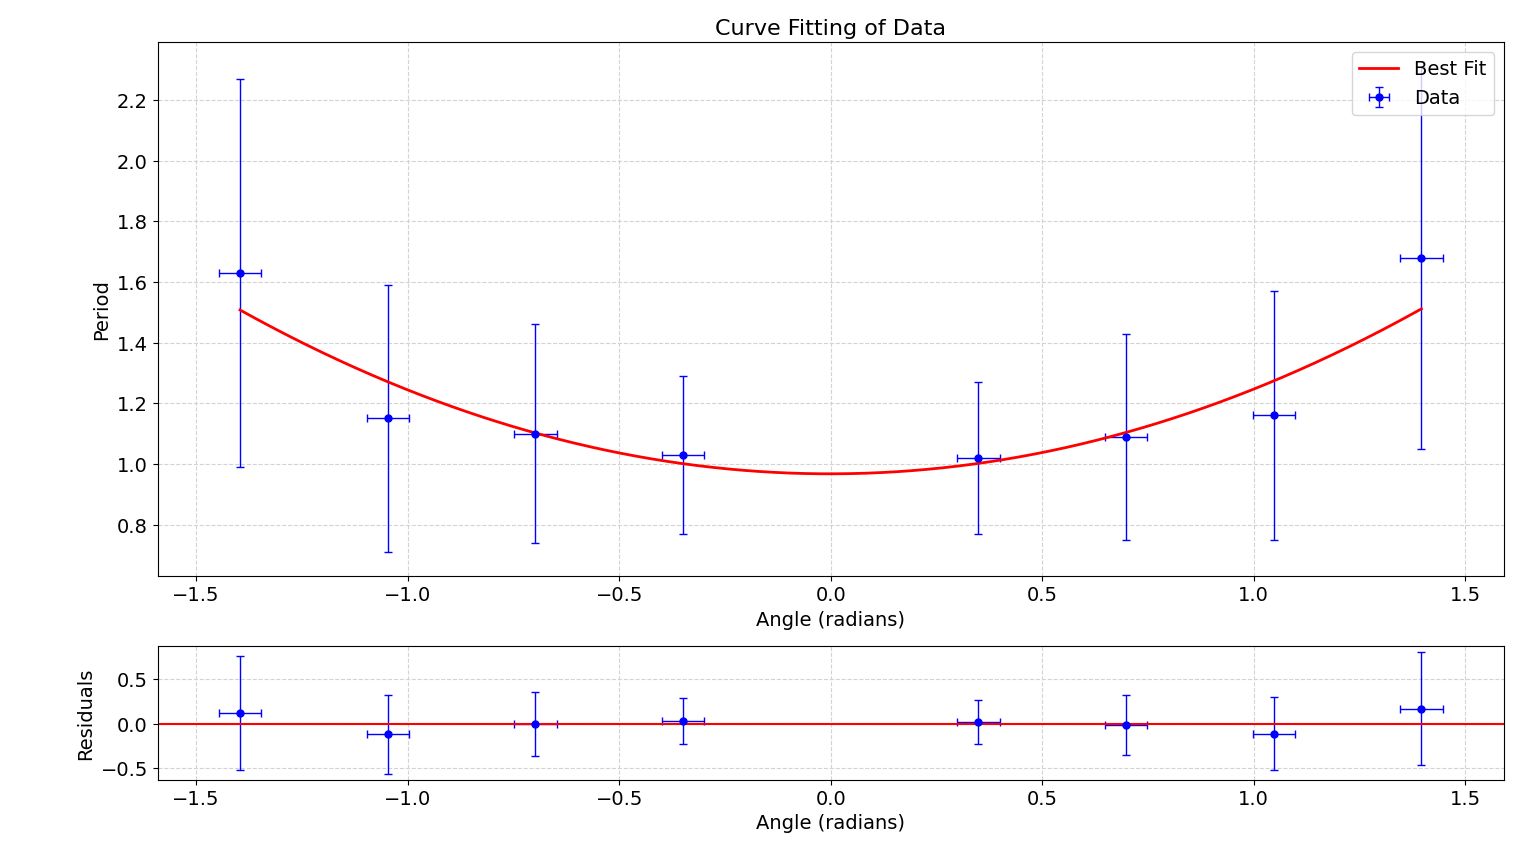 Curve Fitting of Data
Best Fit
Data
Period
2.2
2.0
1.8
1.6
1.4
1.2
1.0
0.8
−1.5 −1.0 −0.5 0.0 0.5 1.0 1.5
Angle (radians)
Residuals
0.5
0.0
−0.5
−1.5 −1.0 −0.5 0.0 0.5 1.0 1.5
Angle (radians)